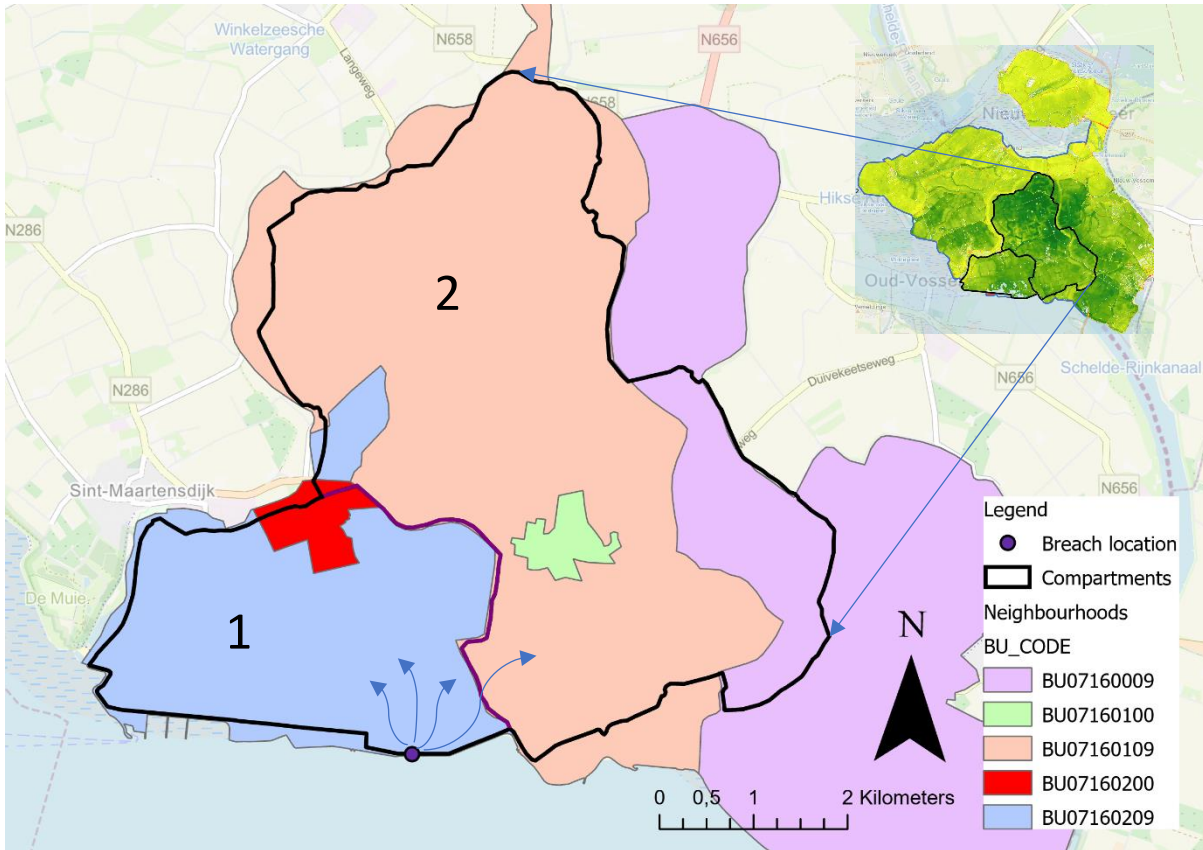 Winkelzeesche
Watergang
Langeweg
N658
N656
N658
N286
N286
Sint-Maartensdijk
De Muie
Duivekeetseweg
N656
N656
Schelde-Rijnkanaal
Oud-Vosse
2
1
N
0 0,5 1 2 Kilometers
Legend
Breach location
Compartments
Neighbourhoods
BU_CODE
BU07160009
BU07160100
BU07160109
BU07160200
BU07160209